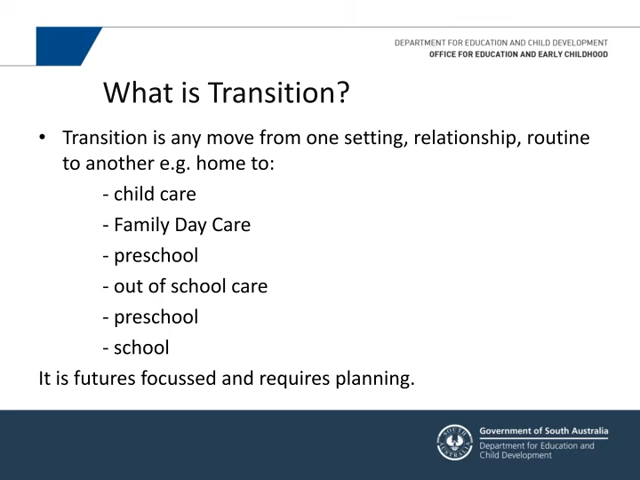 DEPARTMENT FOR EDUCATION AND CHILD DEVELOPMENT
OFFICE FOR EDUCATION AND EARLY CHILDHOOD
What is Transition?
• Transition is any move from one setting, relationship, routine
to another e.g. home to:
- child care
- Family Day Care
- preschool
- out of school care
- preschool
- school
It is futures focussed and requires planning.
SOUTH AUSTRALIA
Government of South Australia
Department for Education and
Child Development